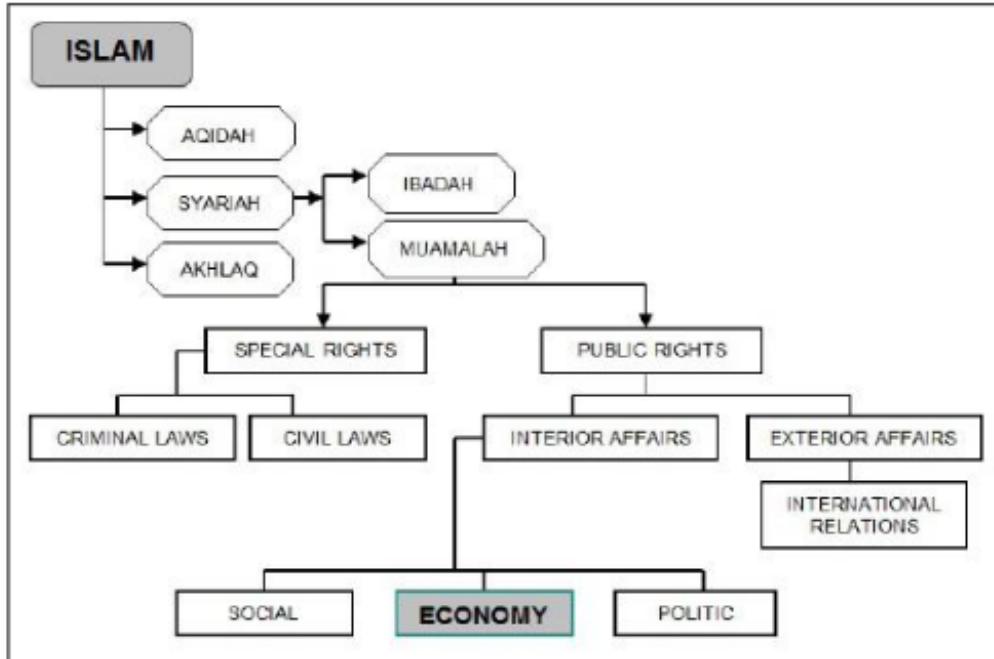 ISLAM
AQIDAH
SYARIAH
IBADAH
MUAMALAH
AKHLAQ
SPECIAL RIGHTS
PUBLIC RIGHTS
CRIMINAL LAWS
CIVIL LAWS
INTERIOR AFFAIRS
EXTERIOR AFFAIRS
INTERNATIONAL
RELATIONS
SOCIAL
ECONOMY
POLITIC